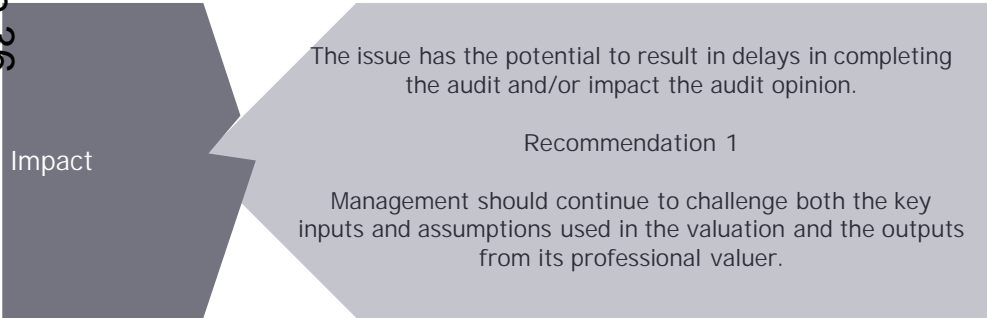 Impact
The issue has the potential to result in delays in completing
the audit and/or impact the audit opinion.
Recommendation 1
Management should continue to challenge both the key
inputs and assumptions used in the valuation and the outputs
from its professional valuer.